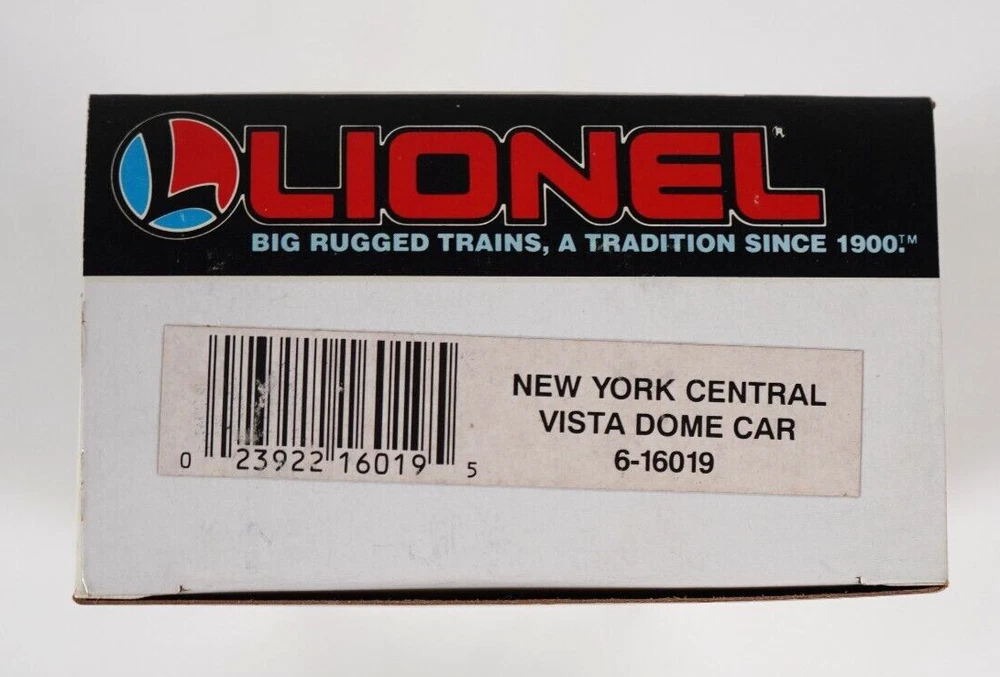 LIONEL®
BIG RUGGED TRAINS, A TRADITION SINCE 1900.™
NEW YORK CENTRAL
VISTA DOME CAR
6-16019
0 23922 16019 5